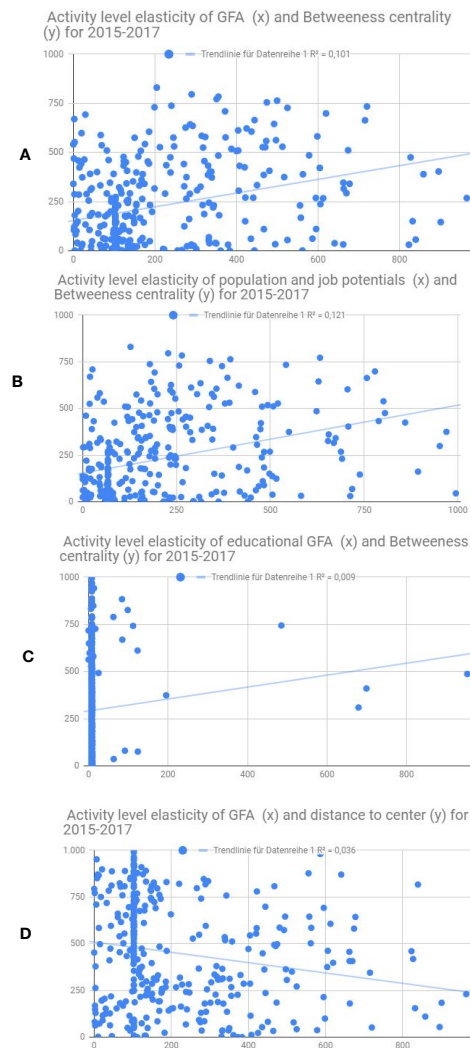 Activity level elasticity of GFA (x) and Betweeness centrality
(y) for 2015-2017
Trendlinie für Datenreihe 1 R² = 0,101
1000
750
500
250
0
0 200 400 600 800
A
Activity level elasticity of population and job potentials (x) and
Betweeness centrality (y) for 2015-2017
Trendlinie für Datenreihe 1 R² = 0,121
1000
750
500
250
0
0 250 500 750 1000
B
Activity level elasticity of educational GFA (x) and Betweeness
centrality (y) for 2015-2017
Trendlinie für Datenreihe 1 R² = 0,009
1000
750
500
250
0
0 200 400 600 800
C
Activity level elasticity of GFA (x) and distance to center (y) for
2015-2017
Trendlinie für Datenreihe 1 R² = 0,036
1.000
750
500
250
0
0 200 400 600 800
D